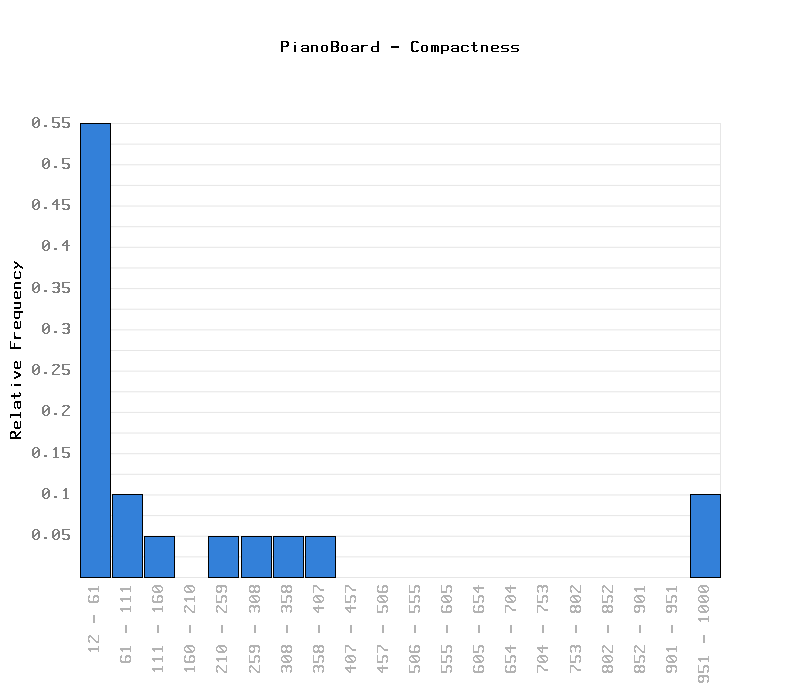 PianoBoard - Compactness
Relative Frequency
0.55
0.5
0.45
0.4
0.35
0.3
0.25
0.2
0.15
0.1
0.05
12 - 61
61 - 111
111 - 160
160 - 210
210 - 259
259 - 308
308 - 358
358 - 407
407 - 457
457 - 506
506 - 555
555 - 605
605 - 654
654 - 704
704 - 753
753 - 802
802 - 852
852 - 901
901 - 951
951 - 1000